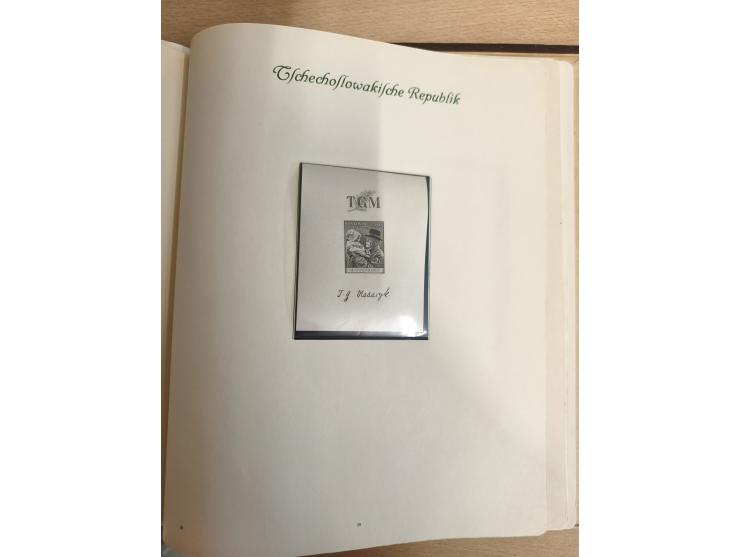 Tschechoslowakische Republik
TGM
T. G. Masaryk